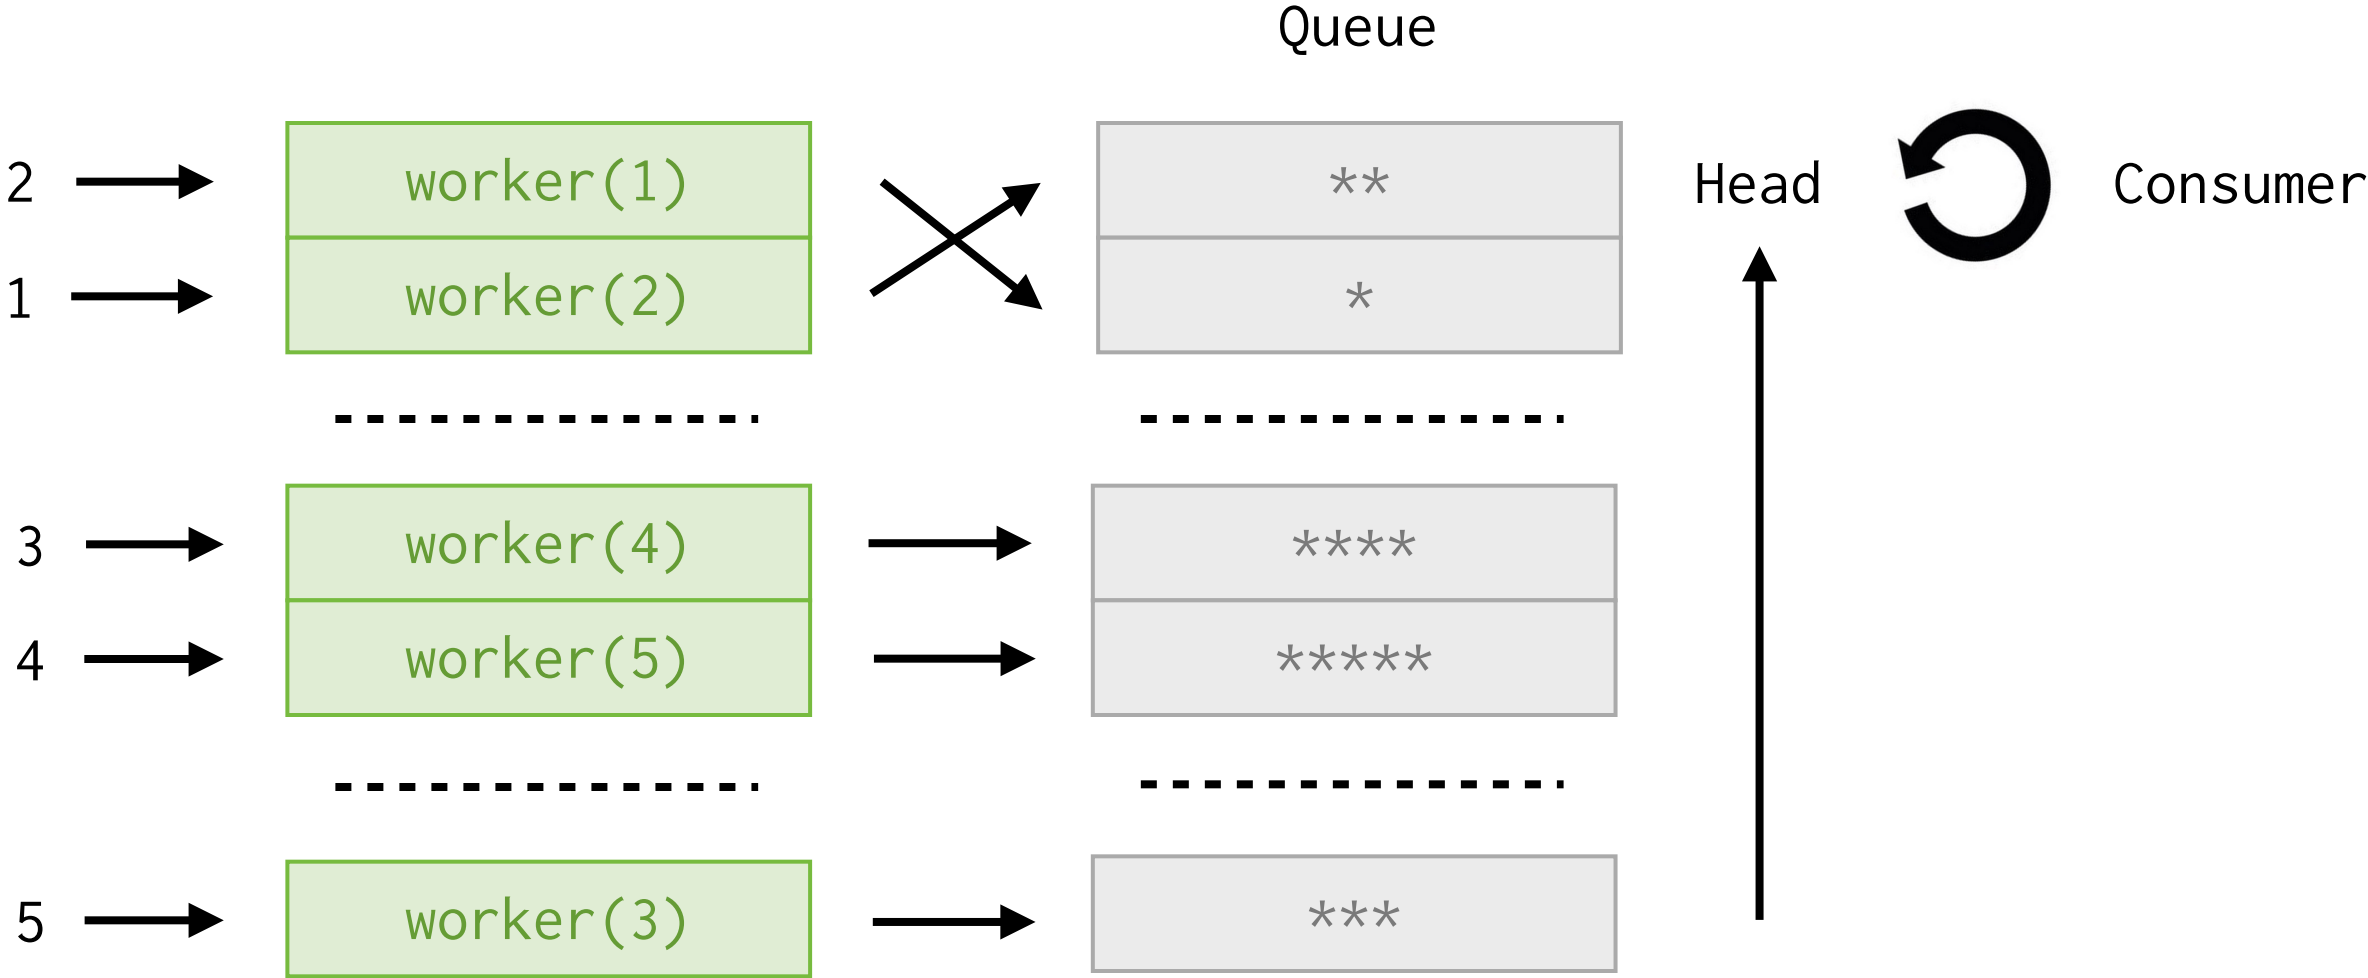 Queue
2 worker(1) ** Head Consumer
1 worker(2) *
3 worker(4) ****
4 worker(5) *****
5 worker(3) ***